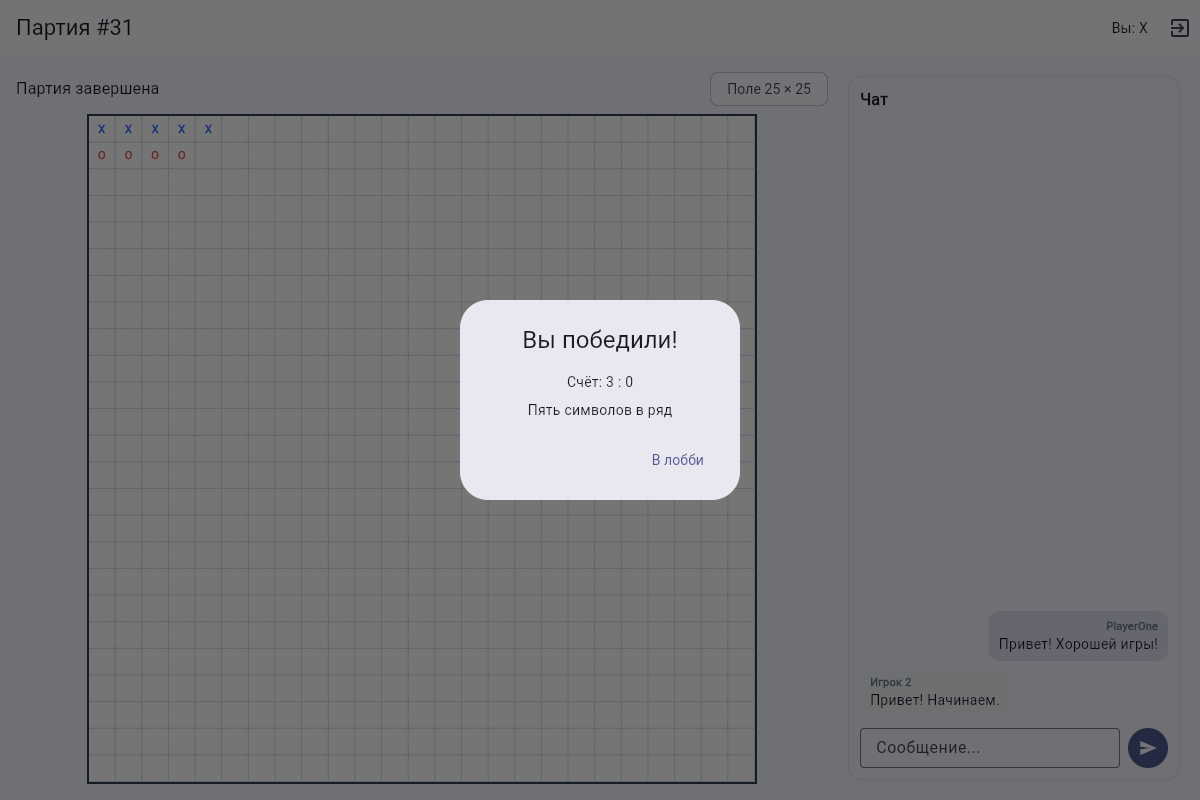 Партия #31
Вы: X
Партия завершена
Поле 25 × 25
Чат
X X X X X
O O O O
Вы победили!
Счёт: 3 : 0
Пять символов в ряд
В лобби
PlayerOne
Привет! Хорошей игры!
Игрок 2
Привет! Начинаем.
Сообщение...